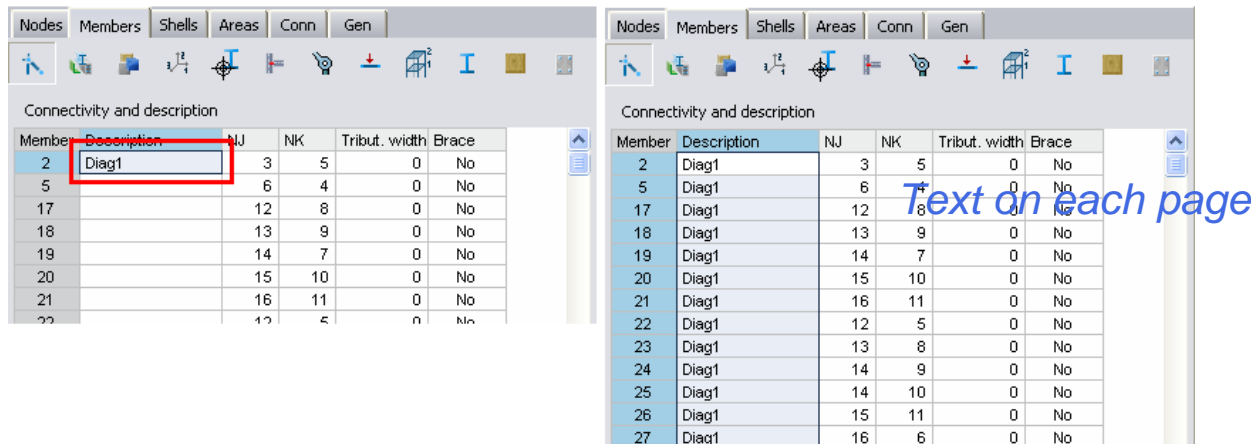 Nodes Members Shells Areas Conn Gen
Connectivity and description
Member Description NJ NK Tribut. width Brace
2 Diag1 3 5 0 No
5 6 4 0 No
17 12 8 0 No
18 13 9 0 No
19 14 7 0 No
20 15 10 0 No
21 16 11 0 No
22 12 5 0 No
Nodes Members Shells Areas Conn Gen
Connectivity and description
Member Description NJ NK Tribut. width Brace
2 Diag1 3 5 0 No
5 Diag1 6 4 0 No
Text on each page
17 Diag1 12 8 0 No
18 Diag1 13 9 0 No
19 Diag1 14 7 0 No
20 Diag1 15 10 0 No
21 Diag1 16 11 0 No
22 Diag1 12 5 0 No
23 Diag1 13 8 0 No
24 Diag1 14 9 0 No
25 Diag1 14 10 0 No
26 Diag1 15 11 0 No
27 Diag1 16 6 0 No